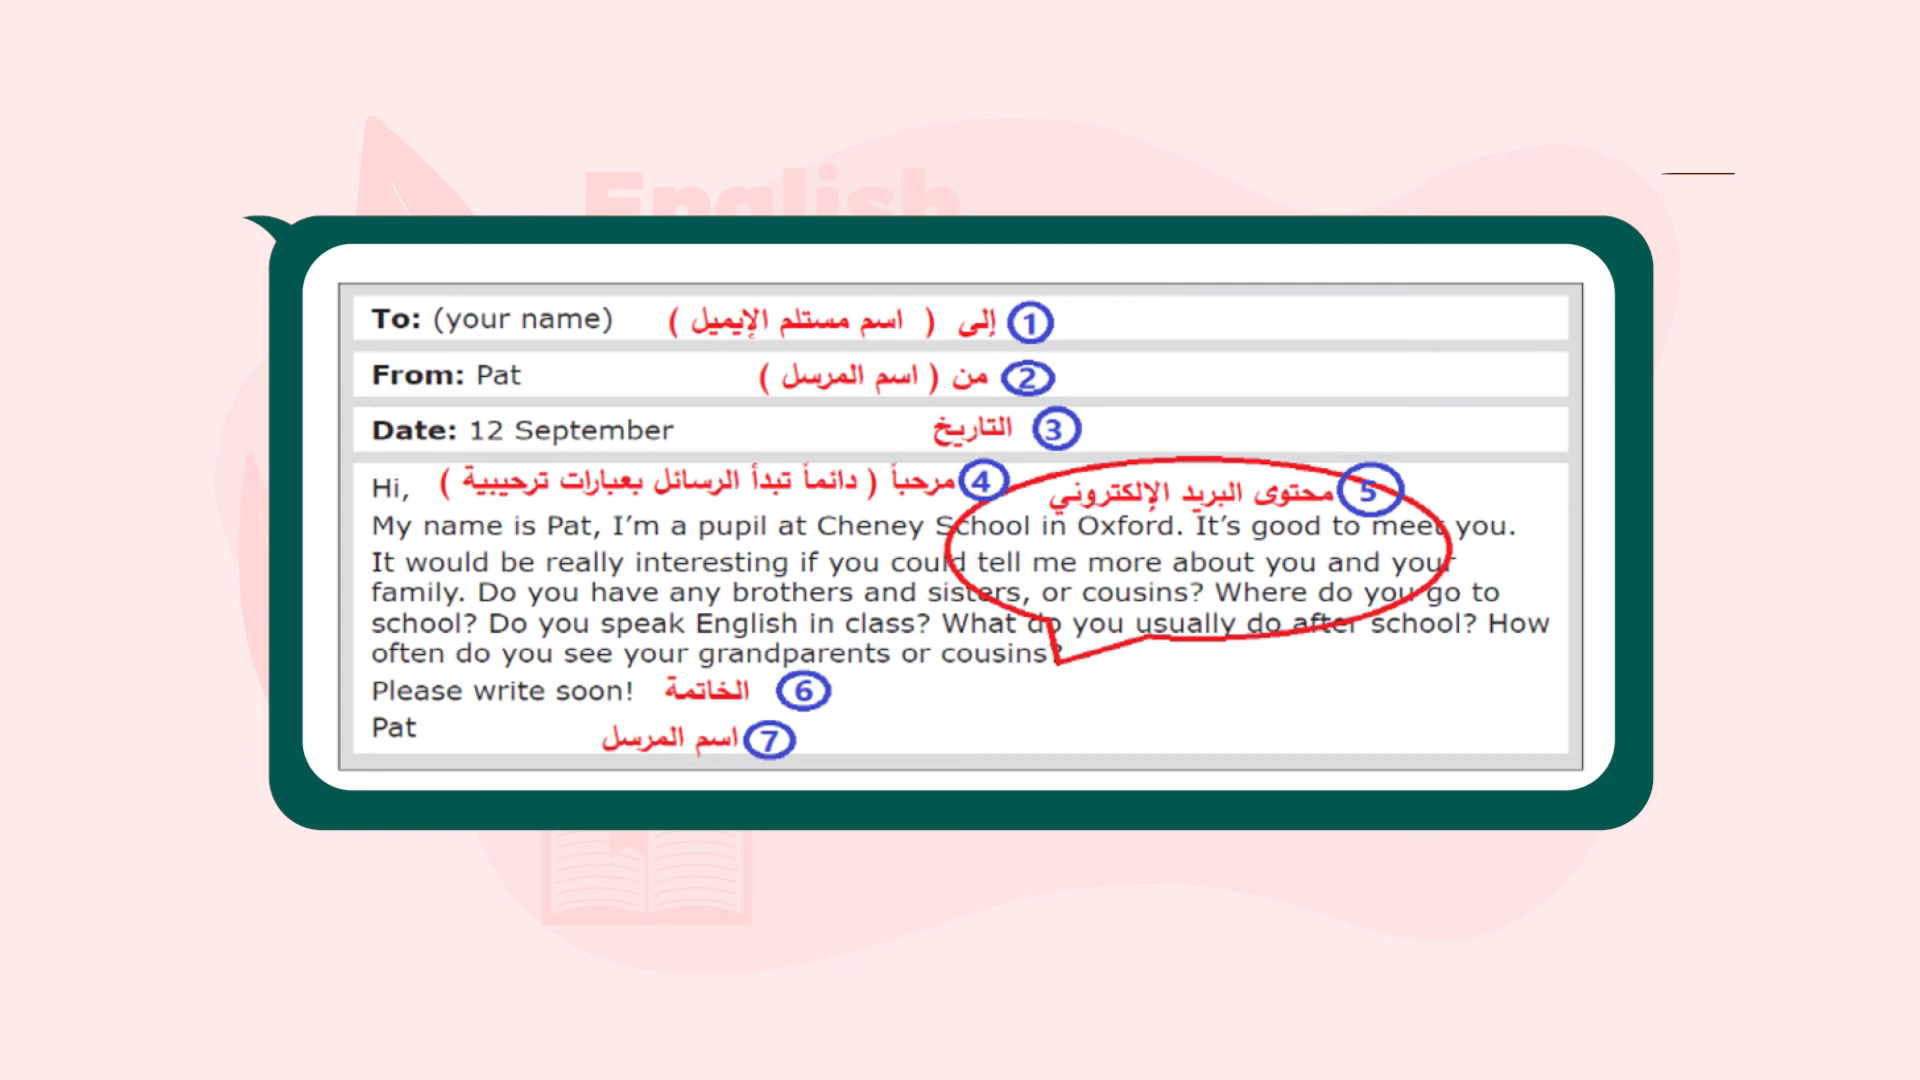 English
To: (your name) إلى ( اسم مستلم الإيميل ) 1
From: Pat من ( اسم المرسل ) 2
Date: 12 September التاريخ 3
Hi, مرحباً ( دائماً تبدأ الرسائل بعبارات ترحيبية ) 4 محتوى البريد الإلكتروني 5
My name is Pat, I’m a pupil at Cheney School in Oxford. It’s good to meet you.
It would be really interesting if you could tell me more about you and your
family. Do you have any brothers and sisters, or cousins? Where do you go to
school? Do you speak English in class? What do you usually do after school? How
often do you see your grandparents or cousins?
Please write soon! الخاتمة 6
Pat اسم المرسل 7